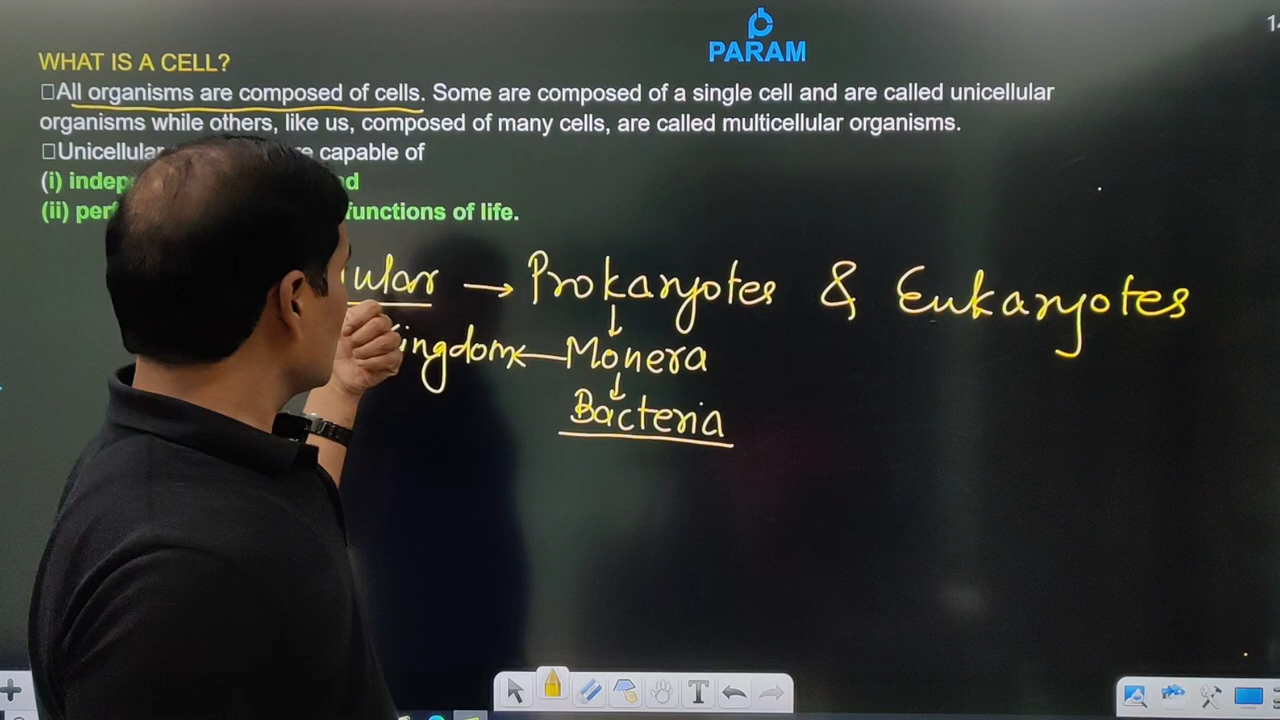 PARAM
WHAT IS A CELL?
□All organisms are composed of cells. Some are composed of a single cell and are called unicellular
organisms while others, like us, composed of many cells, are called multicellular organisms.
□Unicellular capable of
(i)
(ii) functions of life.
→ Prokaryotes & Eukaryotes
↓
← Monera
↓
Bacteria
T